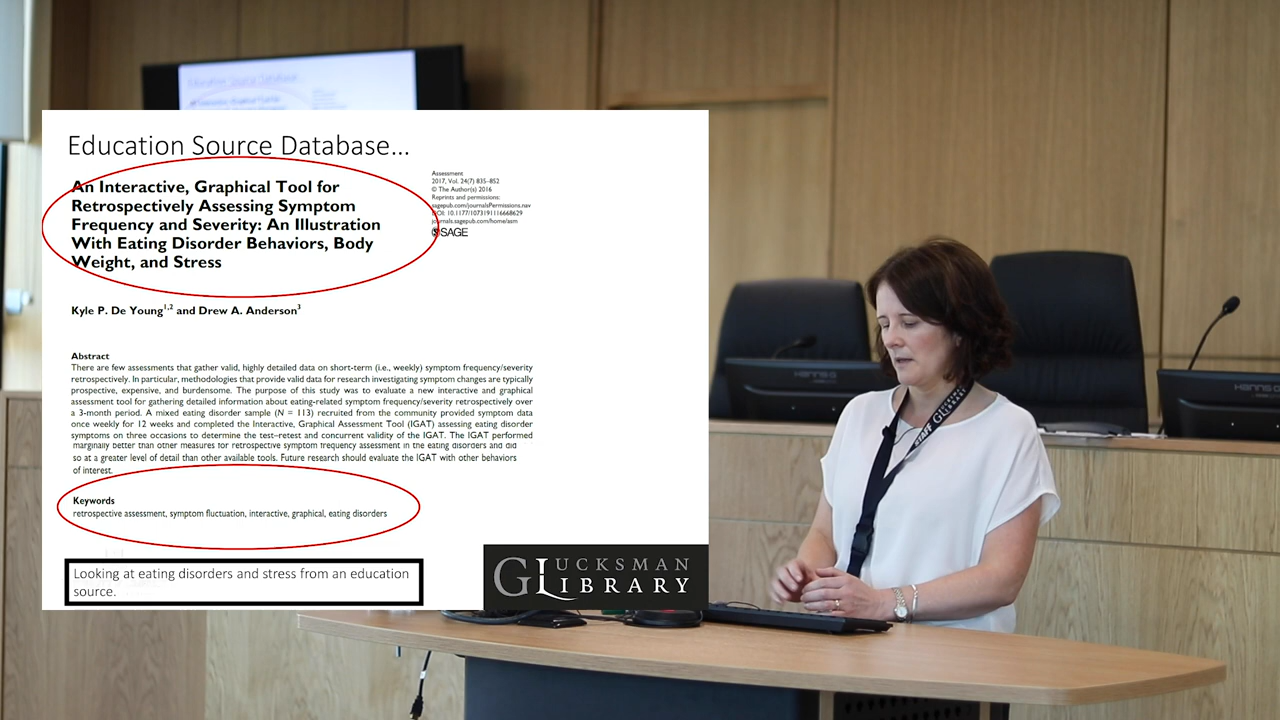 Education Source Database...
Education Source Database...
An Interactive, Graphical Tool for
Retrospectively Assessing Symptom
Frequency and Severity: An Illustration
With Eating Disorder Behaviors, Body
Weight, and Stress
Assessment
2017, Vol. 24(7) 835–852
© The Author(s) 2016
Reprints and permissions:
sagepub.com/journalsPermissions.nav
DOI: 10.1177/1073191116668629
journals.sagepub.com/home/asm
SAGE
Kyle P. De Young1,2 and Drew A. Anderson3
Abstract
There are few assessments that gather valid, highly detailed data on short-term (i.e., weekly) symptom frequency/severity
retrospectively. In particular, methodologies that provide valid data for research investigating symptom changes are typically
prospective, expensive, and burdensome. The purpose of this study was to evaluate a new interactive and graphical
assessment tool for gathering detailed information about eating-related symptom frequency/severity retrospectively over
a 3-month period. A mixed eating disorder sample (N = 113) recruited from the community provided symptom data
once weekly for 12 weeks and completed the Interactive, Graphical Assessment Tool (IGAT) assessing eating disorder
symptoms on three occasions to determine the test–retest and concurrent validity of the IGAT. The IGAT performed
marginally better than other measures for retrospective symptom frequency assessment in the eating disorders and did
so at a greater level of detail than other available tools. Future research should evaluate the IGAT with other behaviors
of interest.
Keywords
retrospective assessment, symptom fluctuation, interactive, graphical, eating disorders
Looking at eating disorders and stress from an education
source.
GLUCKSMAN
LIBRARY
STAFF GLU
HANNS
HANNS G